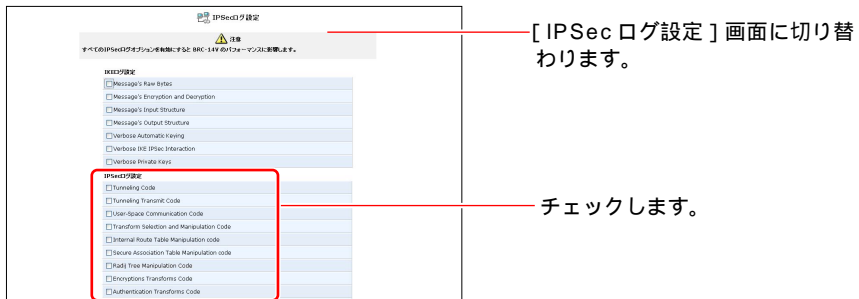 IPSecログ設定
注意
すべてのIPSecログオプションを有効にすると BRC-14V のパフォーマンスに影響します。
IKEログ設定
Message's Raw Bytes
Message's Encryption and Decryption
Message's Input Structure
Message's Output Structure
Verbose Automatic Keying
Verbose IKE IPSec Interaction
Verbose Private Keys
IPSecログ設定
Tunneling Code
Tunneling Transmit Code
User-Space Communication Code
Transform Selection and Manipulation Code
Internal Route Table Manipulation code
Secure Association Table Manipulation code
Radij Tree Manipulation Code
Encryptions Transforms Code
Authentication Transforms Code
[ IPSec ログ設定 ] 画面に切り替
わります。
チェックします。